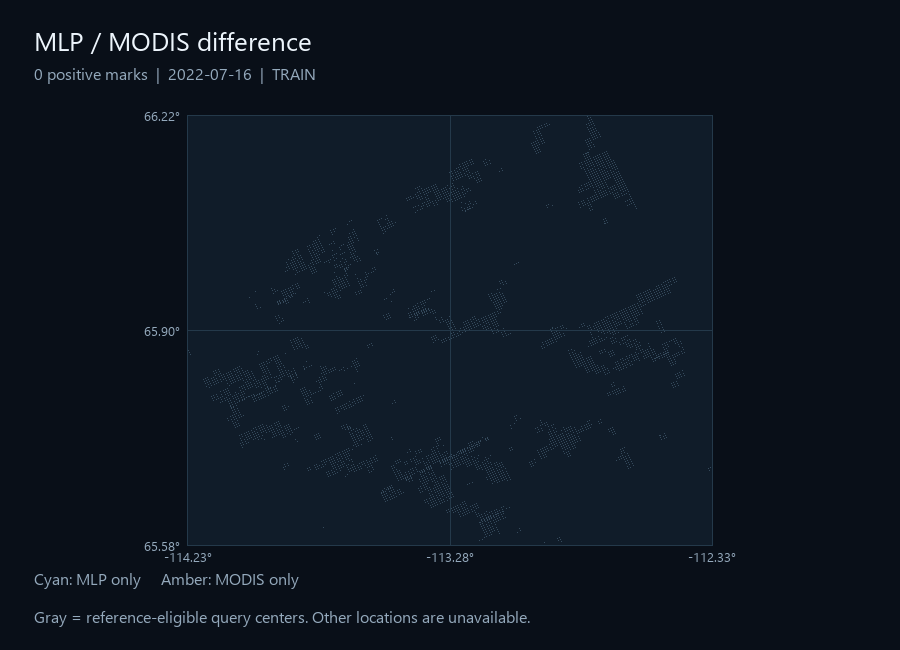 MLP / MODIS difference
0 positive marks | 2022-07-16 | TRAIN
66.22°
65.90°
65.58°
-114.23°
-113.28°
-112.33°
Cyan: MLP only Amber: MODIS only
Gray = reference-eligible query centers. Other locations are unavailable.